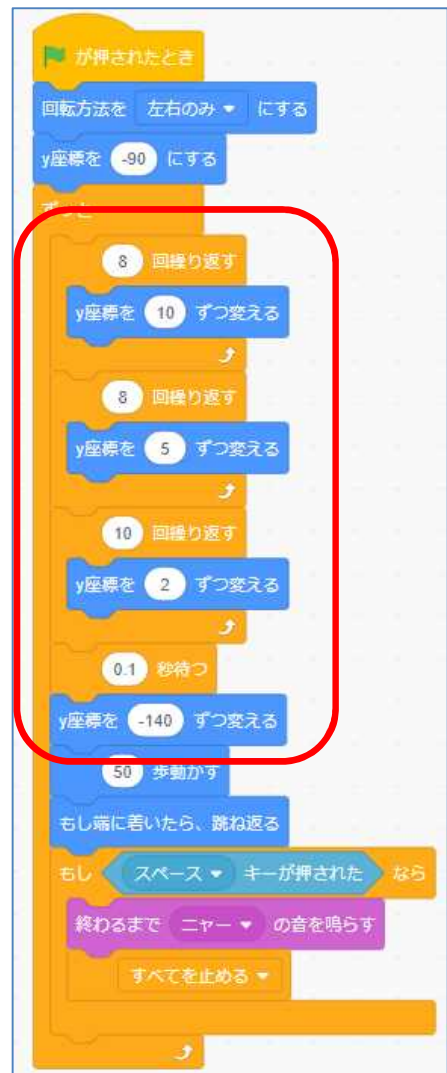 が押されたとき
回転方法を 左右のみ にする
y座標を -90 にする
ずっと
8 回繰り返す
y座標を 10 ずつ変える
8 回繰り返す
y座標を 5 ずつ変える
10 回繰り返す
y座標を 2 ずつ変える
0.1 秒待つ
y座標を -140 ずつ変える
50 歩動かす
もし端に着いたら、跳ね返る
もし スペース キーが押された なら
終わるまで ニャー の音を鳴らす
すべてを止める